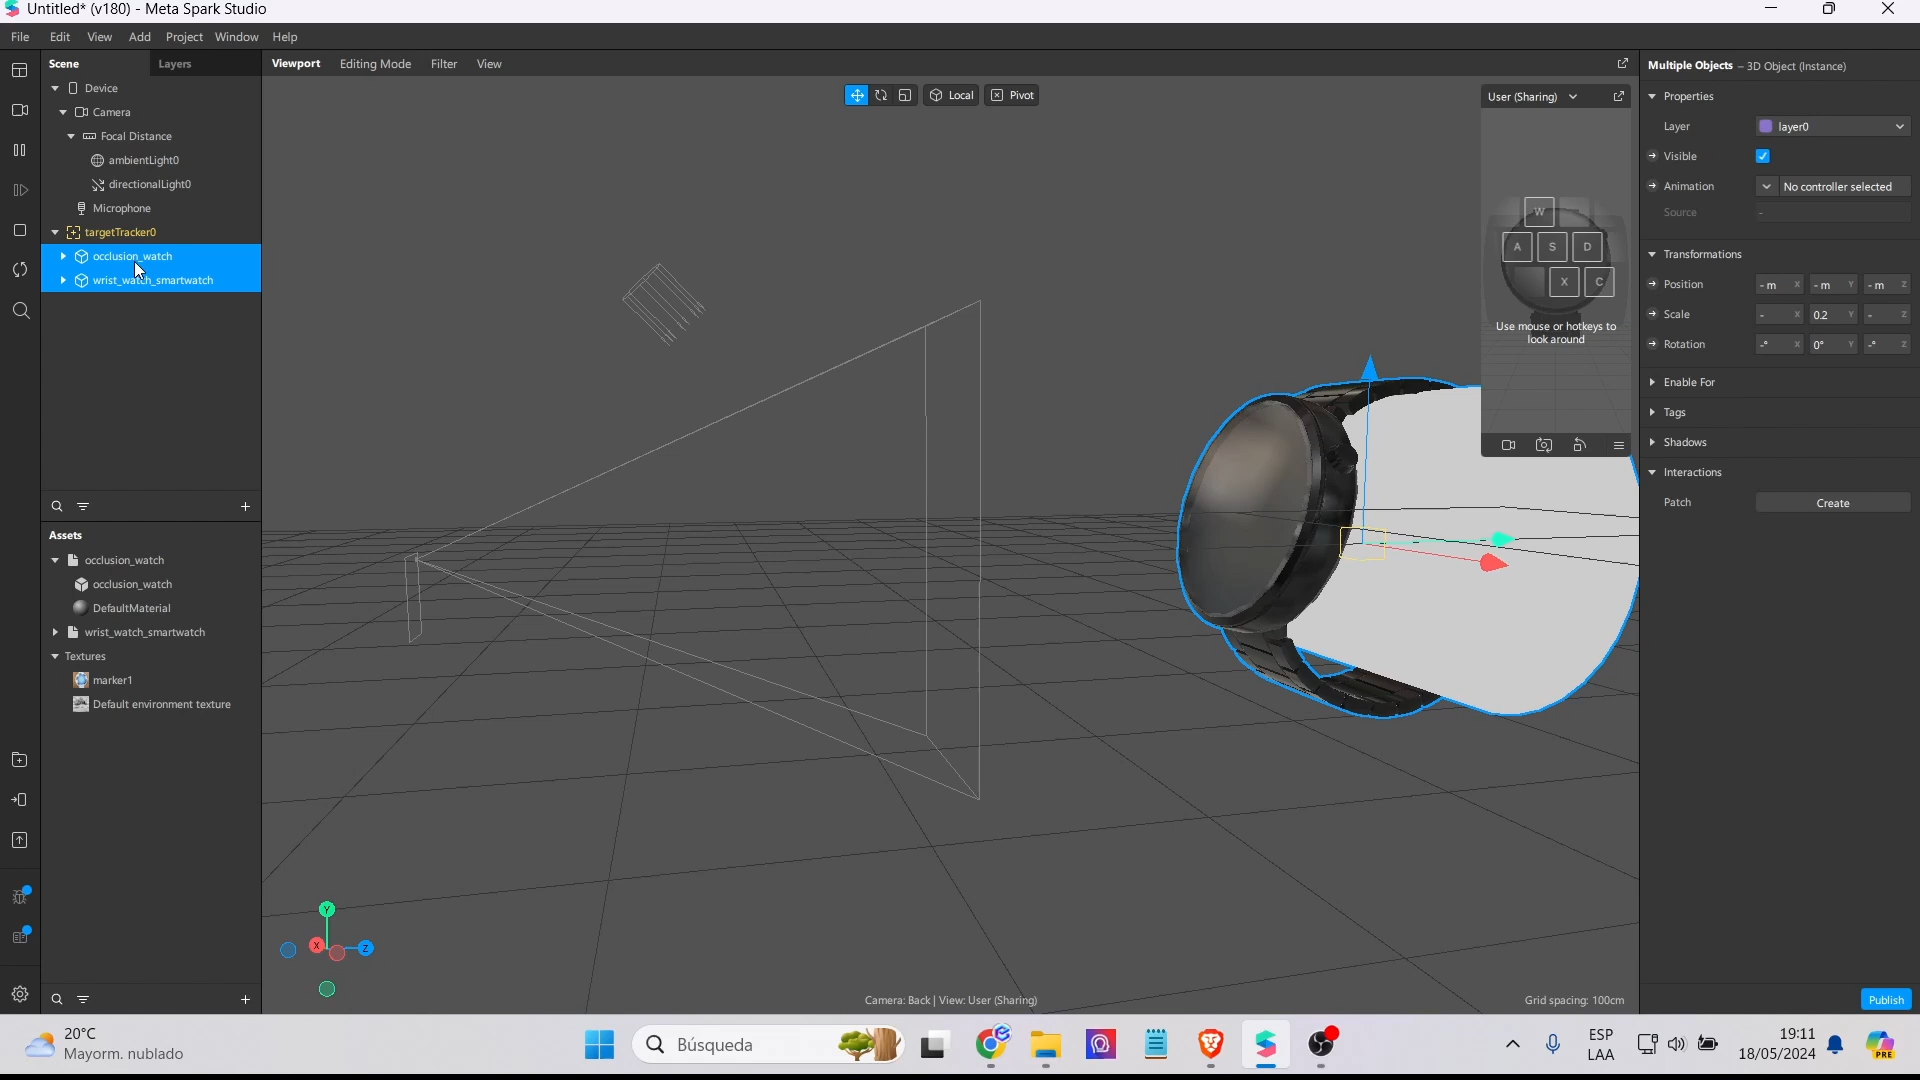 Untitled* (v180) - Meta Spark Studio
File Edit View Add Project Window Help
Scene Layers
Device
Camera
Focal Distance
ambientLight0
directionalLight0
Microphone
targetTracker0
occlusion_watch
wrist_watch_smartwatch
Assets
occlusion_watch
occlusion_watch
DefaultMaterial
wrist_watch_smartwatch
Textures
marker1
Default environment texture
Viewport Editing Mode Filter View
Local Pivot
User (Sharing)
W
A S D
X C
Use mouse or hotkeys to
look around
Y
X Z
Camera: Back | View: User (Sharing)
Grid spacing: 100cm
Multiple Objects – 3D Object (Instance)
Properties
Layer layer0
Visible
Animation No controller selected
Source -
Transformations
Position - m X - m Y - m Z
Scale - X 0.2 Y - Z
Rotation -° X 0° Y -° Z
Enable For
Tags
Shadows
Interactions
Patch Create
Publish
20°C
Mayorm. nublado
Búsqueda
ESP
LAA
19:11
18/05/2024
PRE